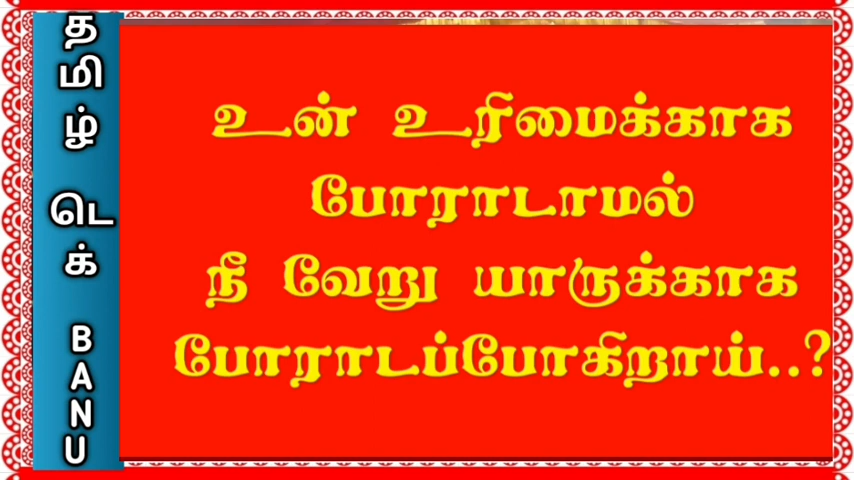 தமிழ் டெக் BANU
உன் உரிமைக்காக
போராடாமல்
நீ வேறு யாருக்காக
போராடப்போகிறாய்..?